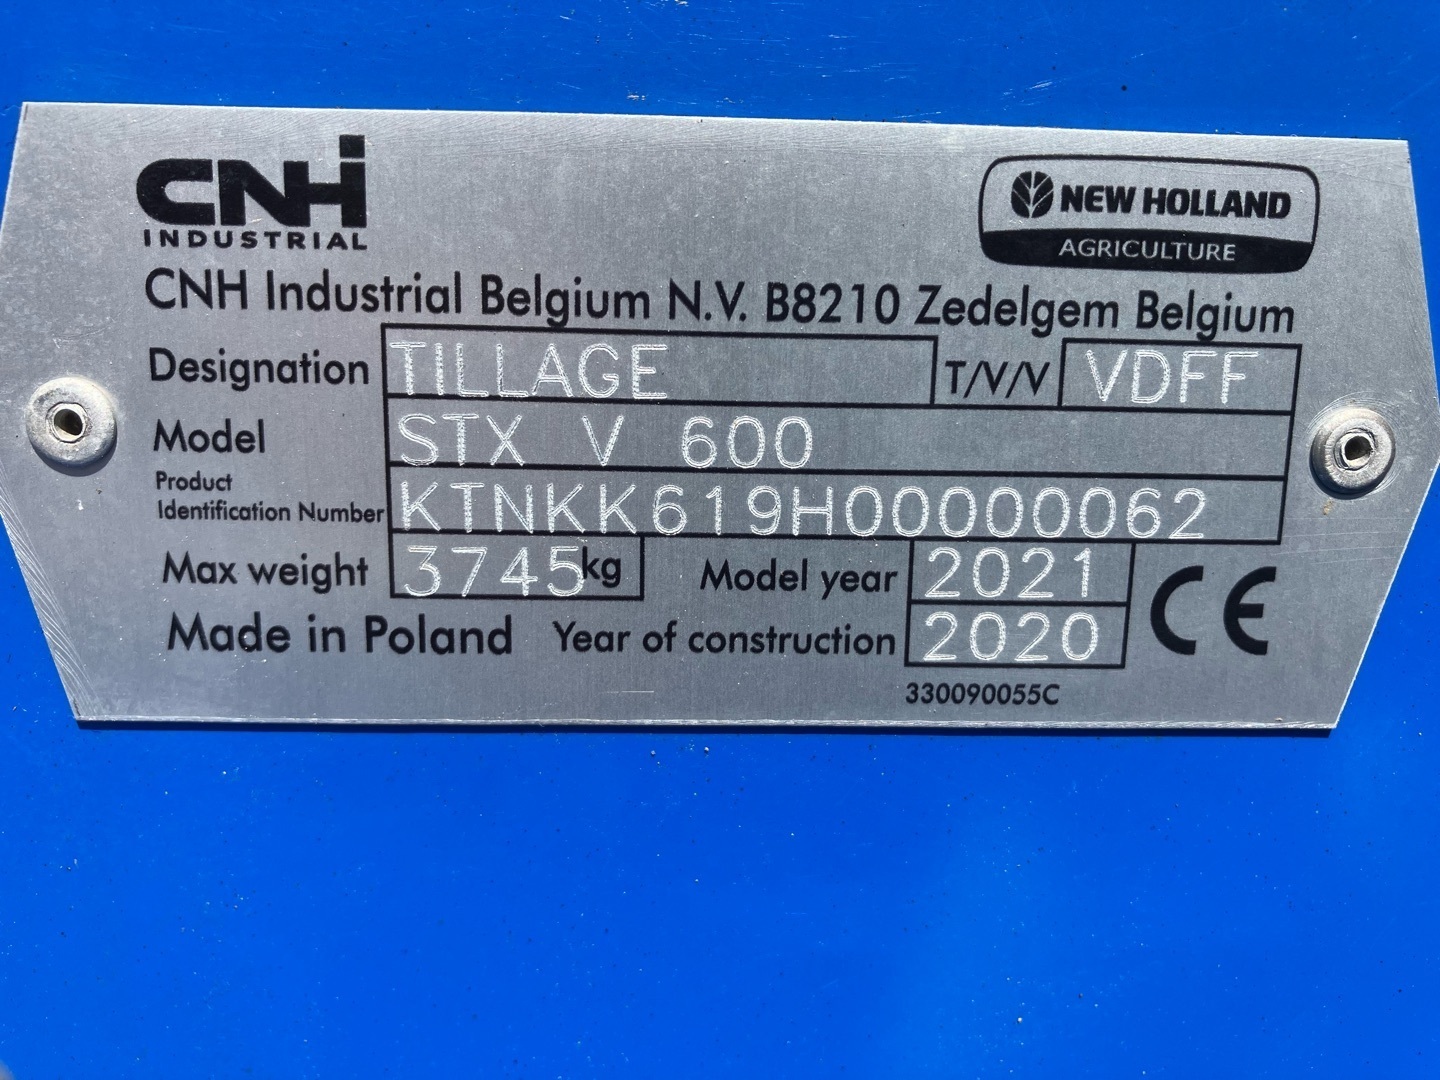 CNH
INDUSTRIAL
NEW HOLLAND
AGRICULTURE
CNH Industrial Belgium N.V. B8210 Zedelgem Belgium
Designation TILLAGE T/V/V VDFF
Model STX V 600
Product
Identification Number KTNKK619H00000062
Max weight 3745kg Model year 2021
Made in Poland Year of construction 2020
CE
330090055C